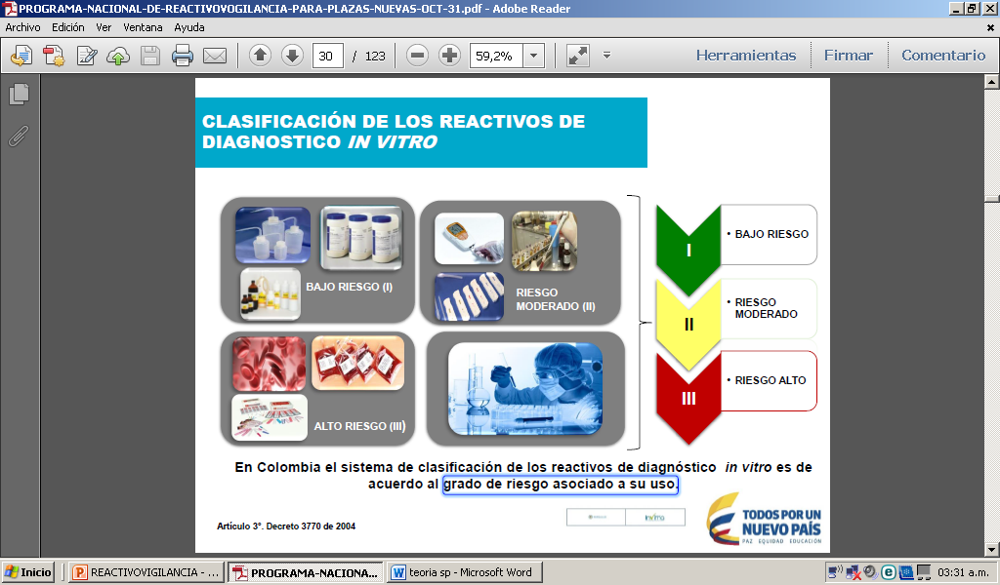 PROGRAMA-NACIONAL-DE-REACTIVOVIGILANCIA-PARA-PLAZAS-NUEVAS-OCT-31.pdf - Adobe Reader
Archivo Edición Ver Ventana Ayuda
30 / 123 59,2% Herramientas Firmar Comentario
CLASIFICACIÓN DE LOS REACTIVOS DE
DIAGNOSTICO IN VITRO
BAJO RIESGO (I)
RIESGO
MODERADO (II)
ALTO RIESGO (III)
I
• BAJO RIESGO
II
• RIESGO
MODERADO
III
• RIESGO ALTO
En Colombia el sistema de clasificación de los reactivos de diagnóstico in vitro es de
acuerdo al grado de riesgo asociado a su uso.
Artículo 3°. Decreto 3770 de 2004
invima
TODOS POR UN
NUEVO PAÍS
PAZ EQUIDAD EDUCACIÓN
Inicio REACTIVOVIGILANCIA - ... PROGRAMA-NACIONA... teoria sp - Microsoft Word 03:31 a.m.